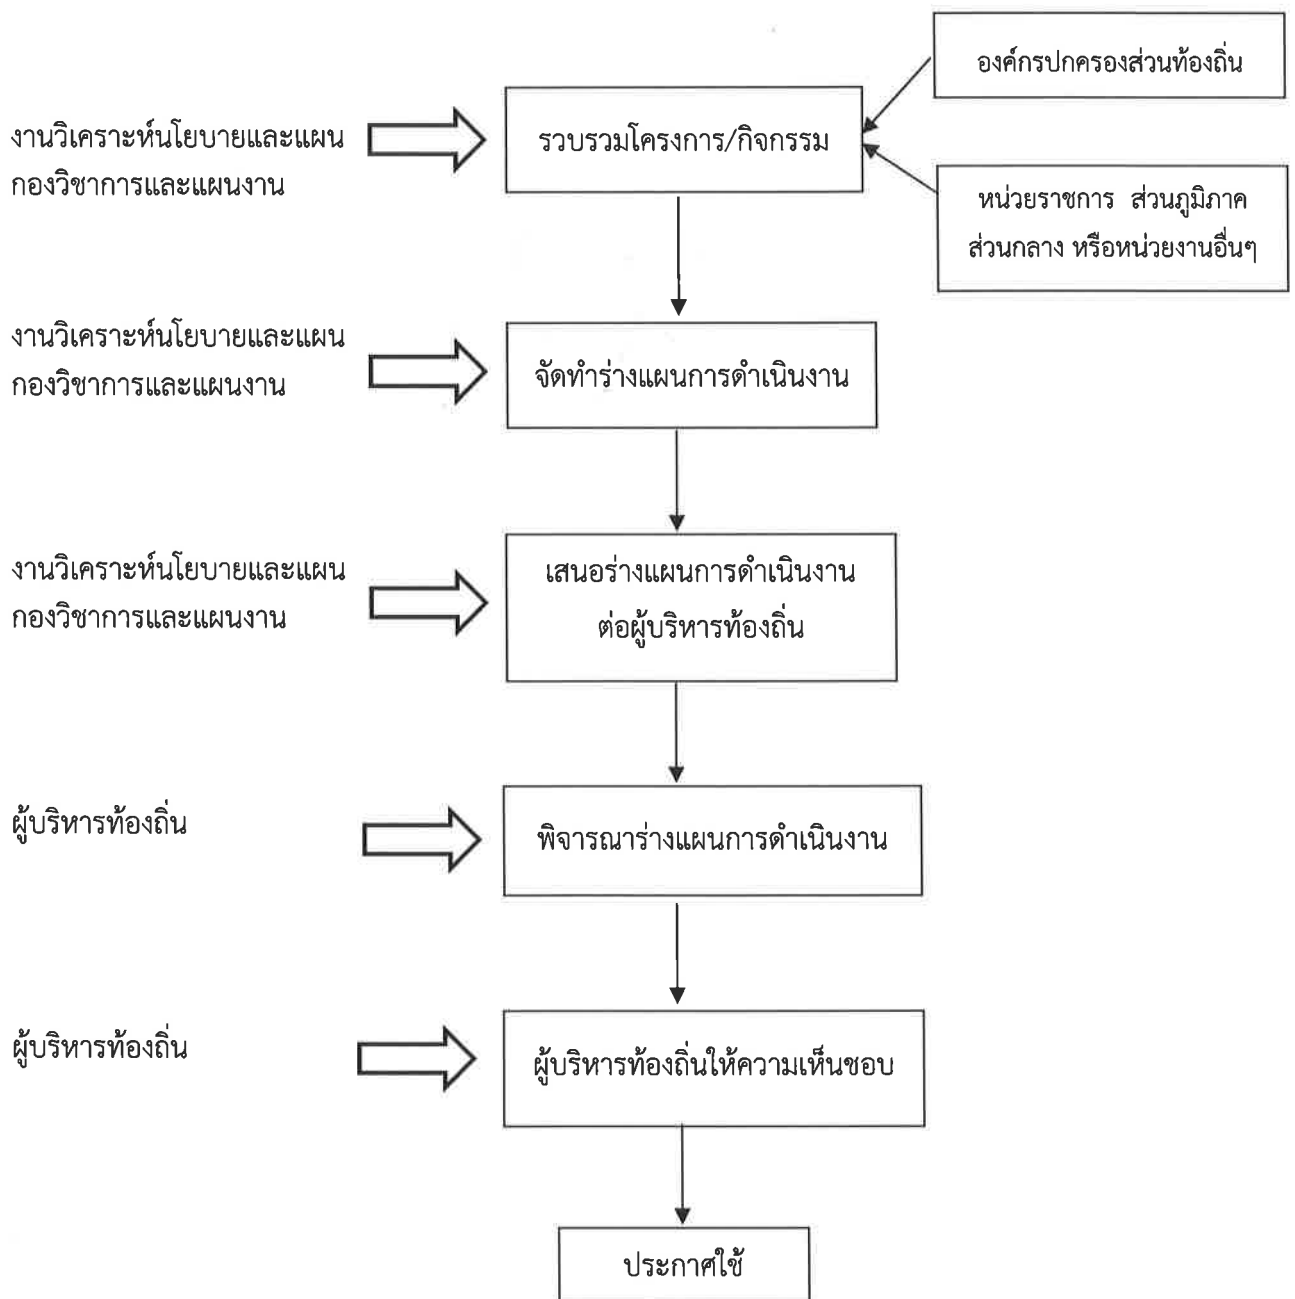 องค์กรปกครองส่วนท้องถิ่น
งานวิเคราะห์นโยบายและแผน
กองวิชาการและแผนงาน
รวบรวมโครงการ/กิจกรรม
หน่วยราชการ ส่วนภูมิภาค
ส่วนกลาง หรือหน่วยงานอื่นๆ
งานวิเคราะห์นโยบายและแผน
กองวิชาการและแผนงาน
จัดทำร่างแผนการดำเนินงาน
งานวิเคราะห์นโยบายและแผน
กองวิชาการและแผนงาน
เสนอร่างแผนการดำเนินงาน
ต่อผู้บริหารท้องถิ่น
ผู้บริหารท้องถิ่น
พิจารณาร่างแผนการดำเนินงาน
ผู้บริหารท้องถิ่น
ผู้บริหารท้องถิ่นให้ความเห็นชอบ
ประกาศใช้